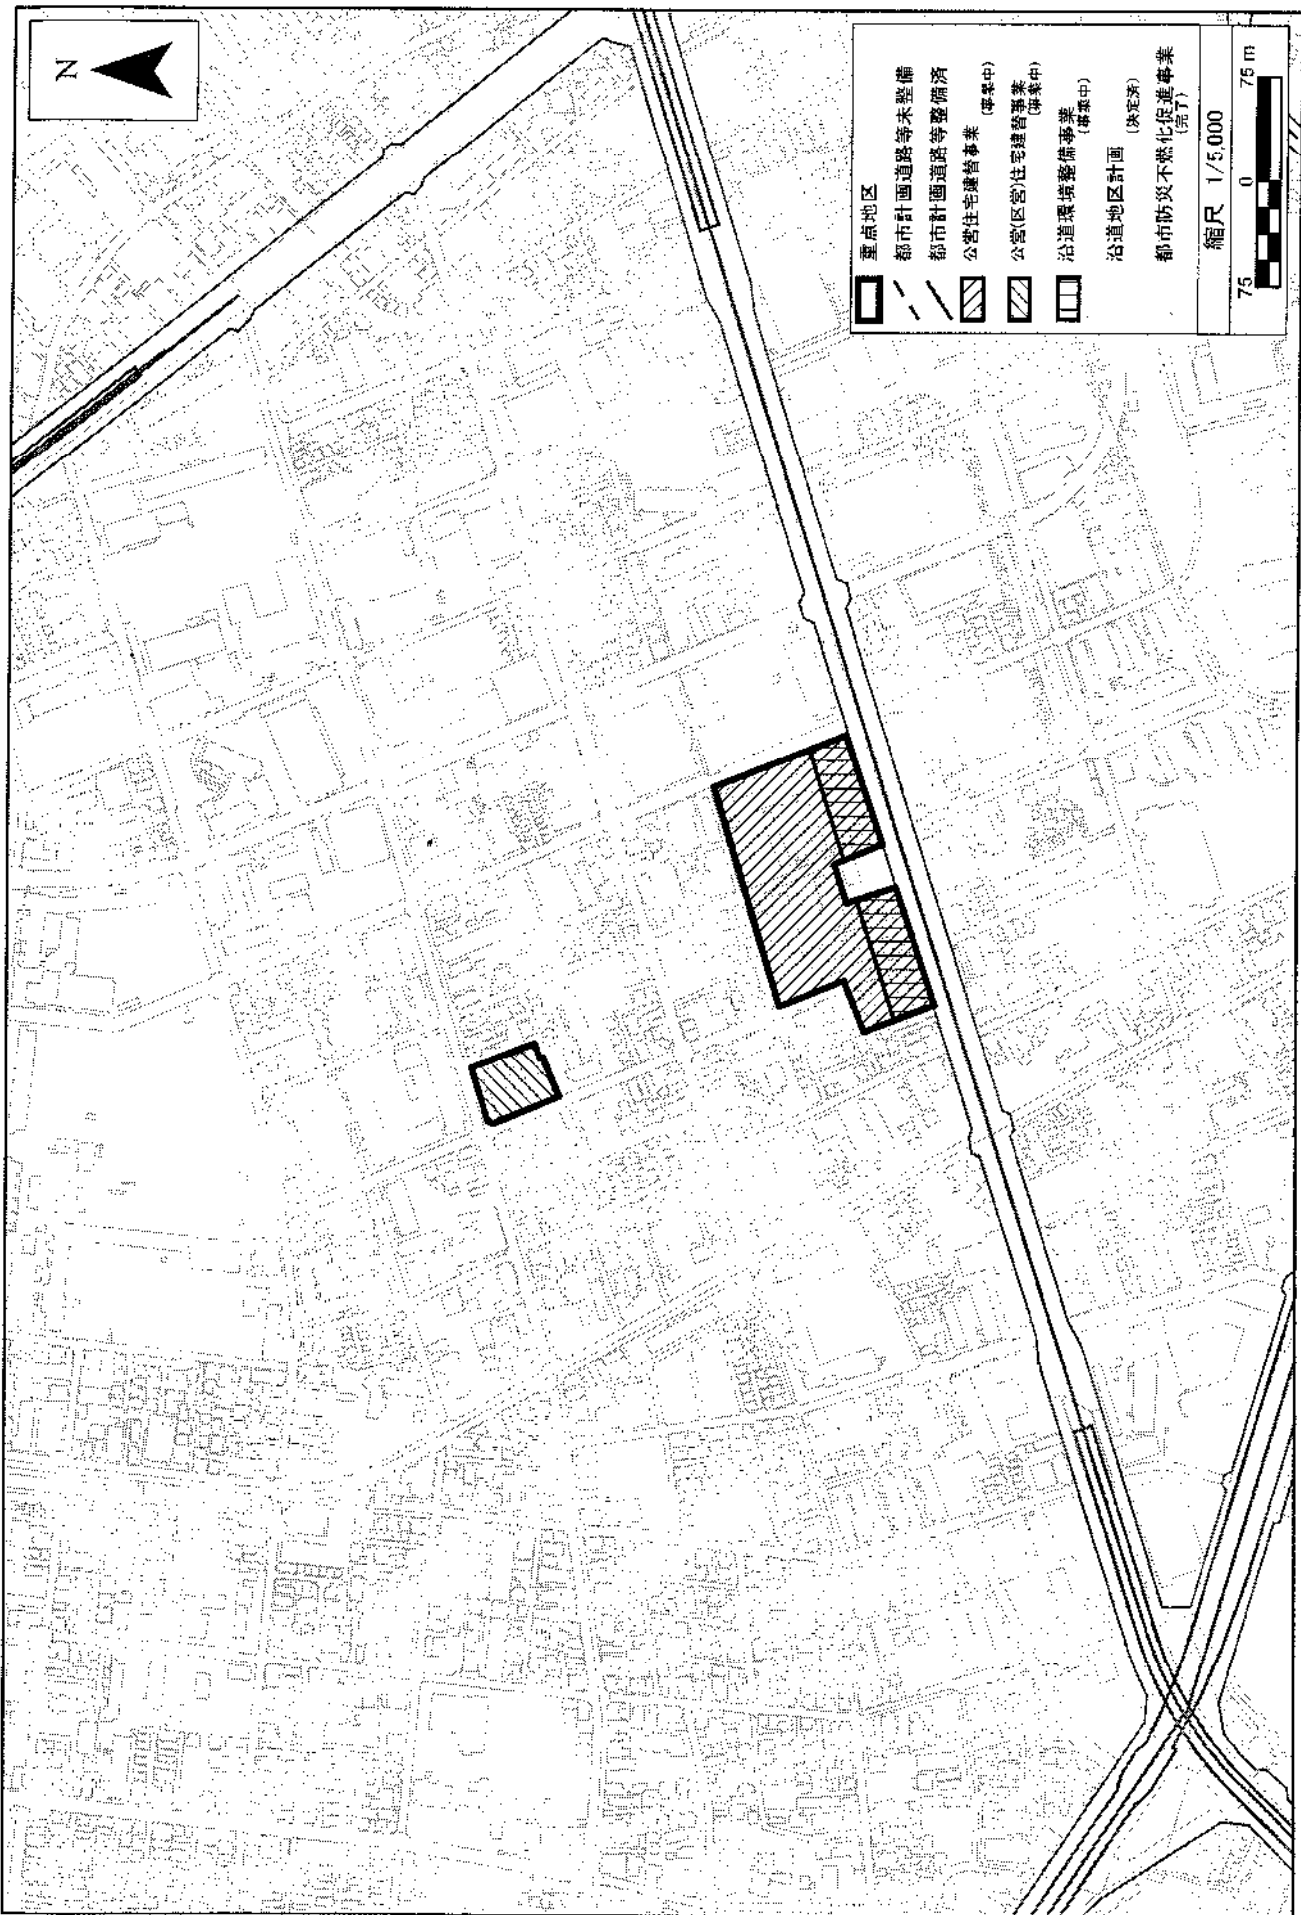 N
重点地区
都市計画道路等未整備
都市計画道路等整備済
公営住宅建替事業
(事業中)
公営(区営)住宅建替事業
(事業中)
沿道環境整備事業
(事業中)
沿道地区計画
(決定済)
都市防災不燃化促進事業
(完了)
縮尺 1/5,000
75 0 75 m